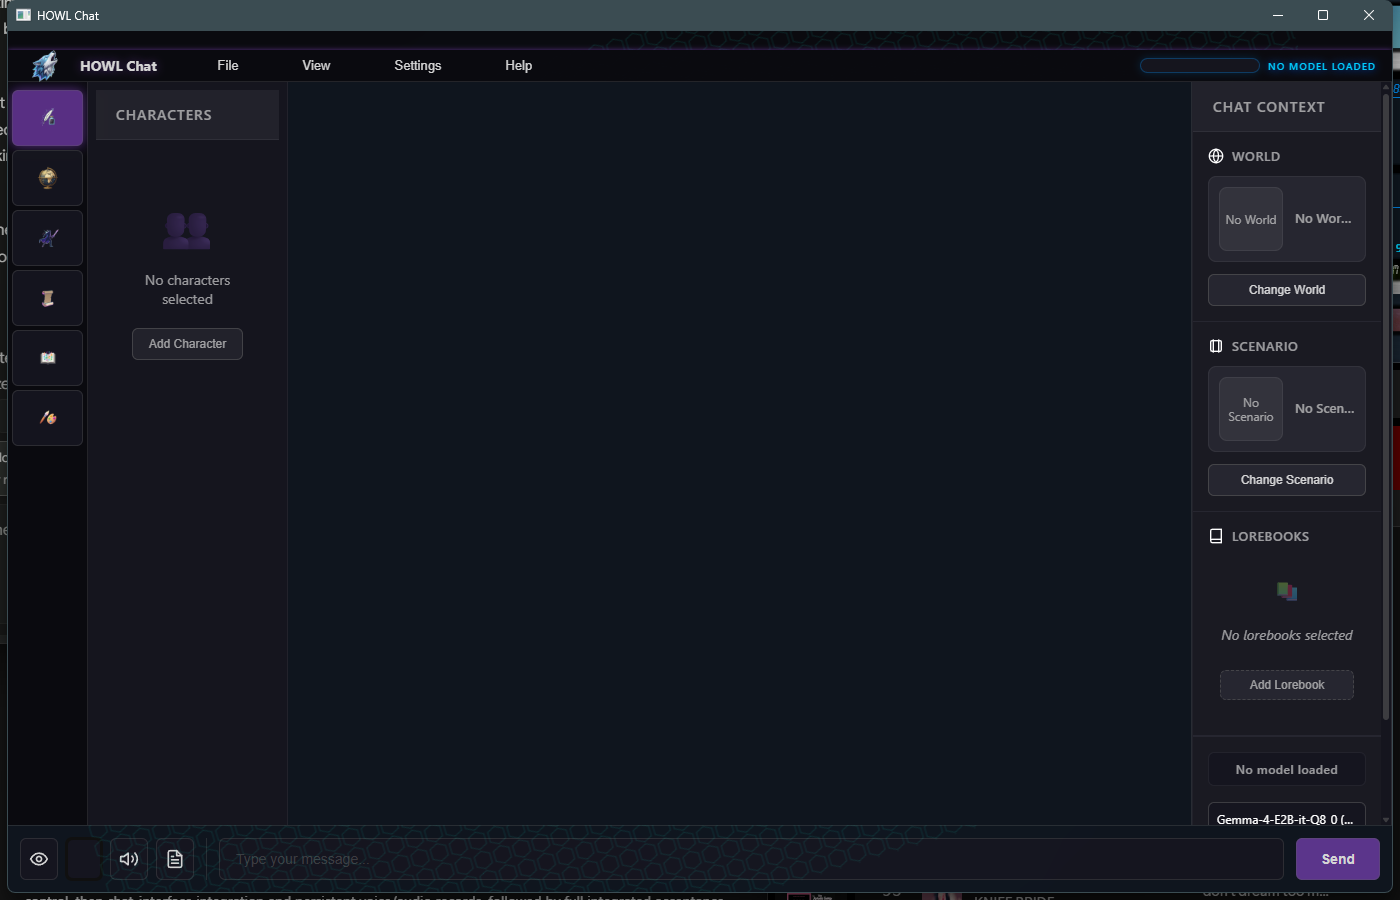 HOWL Chat
HOWL Chat
File
View
Settings
Help
NO MODEL LOADED
CHARACTERS
No characters
selected
Add Character
CHAT CONTEXT
WORLD
No World
No Wor...
Change World
SCENARIO
No
Scenario
No Scen...
Change Scenario
LOREBOOKS
No lorebooks selected
Add Lorebook
No model loaded
Gemma-4-E2B-it-Q8_0 (...
Type your message...
Send